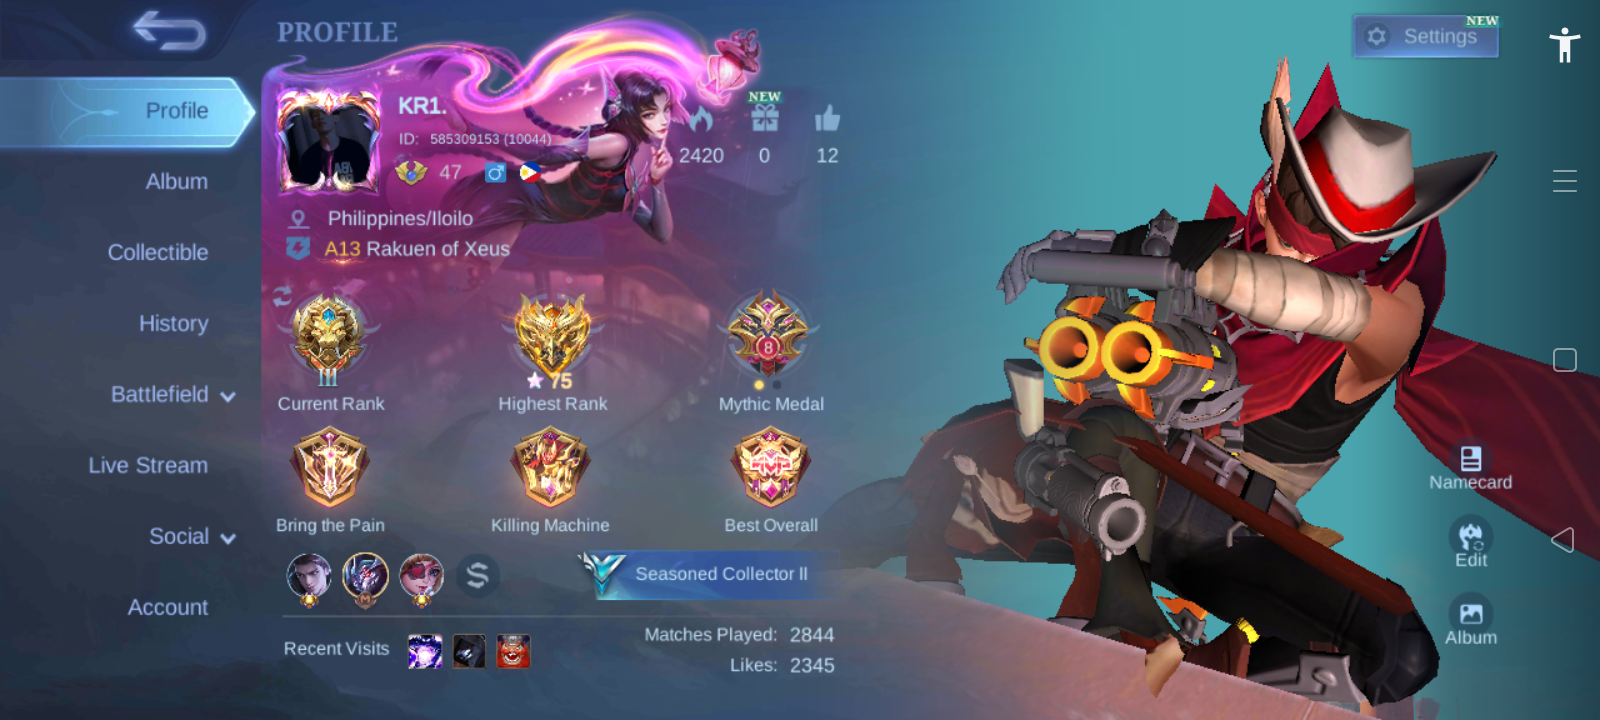 PROFILE
NEW
Settings
Profile
Album
Collectible
History
Battlefield
Live Stream
Social
Account
KR1.
ID: 585309153 (10044)
47
NEW
2420
0
12
Philippines/Iloilo
A13 Rakuen of Xeus
III
75
8
Current Rank
Highest Rank
Mythic Medal
MVP
Bring the Pain
Killing Machine
Best Overall
Seasoned Collector II
Matches Played: 2844
Recent Visits
Likes: 2345
Namecard
Edit
Album